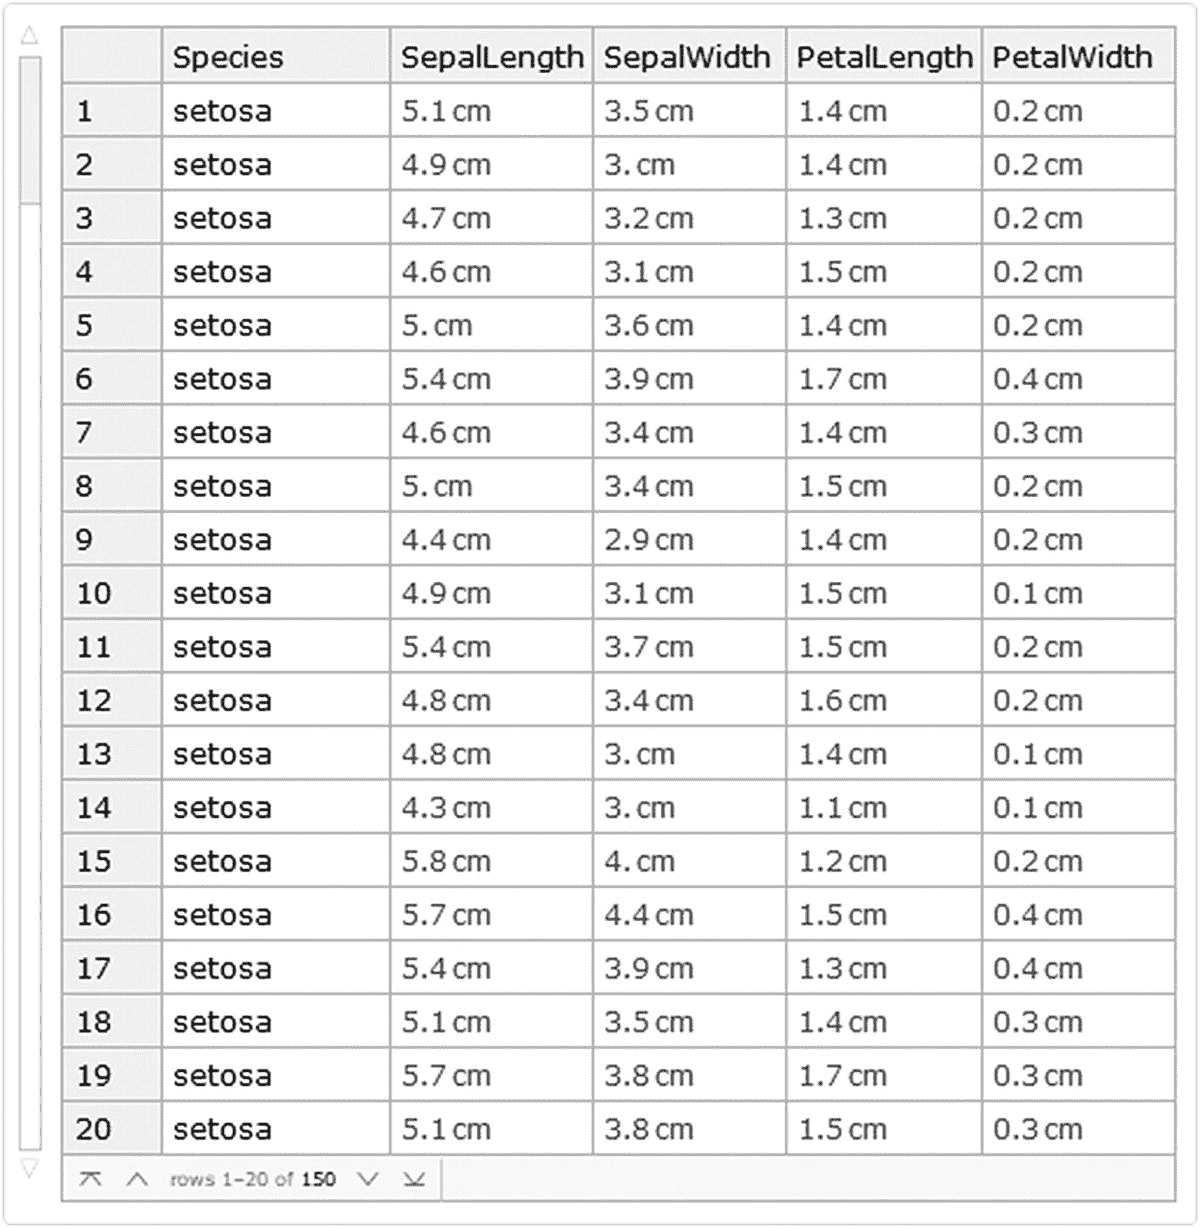 Species SepalLength SepalWidth PetalLength PetalWidth
1 setosa 5.1 cm 3.5 cm 1.4 cm 0.2 cm
2 setosa 4.9 cm 3. cm 1.4 cm 0.2 cm
3 setosa 4.7 cm 3.2 cm 1.3 cm 0.2 cm
4 setosa 4.6 cm 3.1 cm 1.5 cm 0.2 cm
5 setosa 5. cm 3.6 cm 1.4 cm 0.2 cm
6 setosa 5.4 cm 3.9 cm 1.7 cm 0.4 cm
7 setosa 4.6 cm 3.4 cm 1.4 cm 0.3 cm
8 setosa 5. cm 3.4 cm 1.5 cm 0.2 cm
9 setosa 4.4 cm 2.9 cm 1.4 cm 0.2 cm
10 setosa 4.9 cm 3.1 cm 1.5 cm 0.1 cm
11 setosa 5.4 cm 3.7 cm 1.5 cm 0.2 cm
12 setosa 4.8 cm 3.4 cm 1.6 cm 0.2 cm
13 setosa 4.8 cm 3. cm 1.4 cm 0.1 cm
14 setosa 4.3 cm 3. cm 1.1 cm 0.1 cm
15 setosa 5.8 cm 4. cm 1.2 cm 0.2 cm
16 setosa 5.7 cm 4.4 cm 1.5 cm 0.4 cm
17 setosa 5.4 cm 3.9 cm 1.3 cm 0.4 cm
18 setosa 5.1 cm 3.5 cm 1.4 cm 0.3 cm
19 setosa 5.7 cm 3.8 cm 1.7 cm 0.3 cm
20 setosa 5.1 cm 3.8 cm 1.5 cm 0.3 cm
rows 1–20 of 150